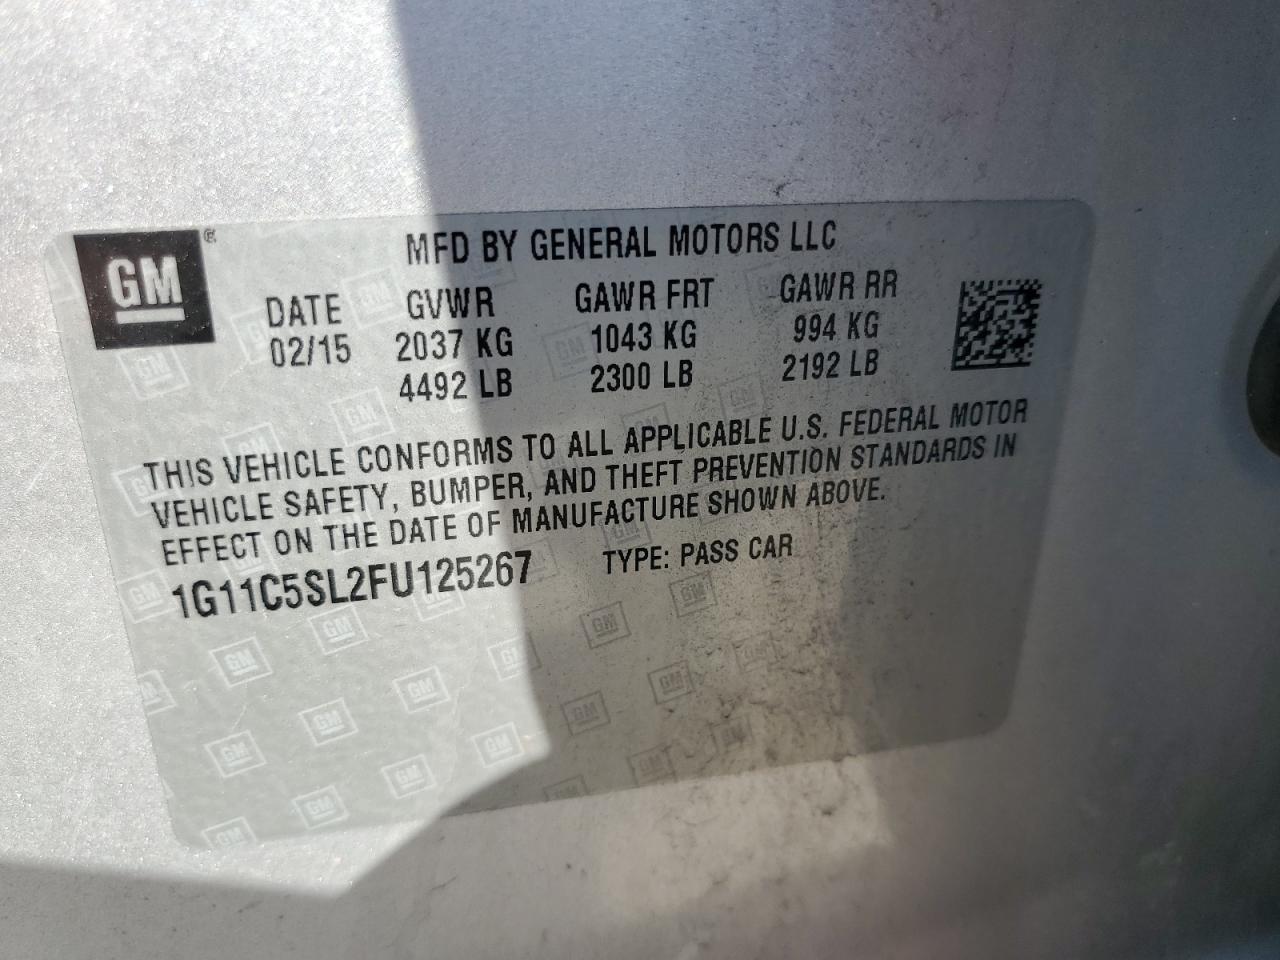 GM ®
MFD BY GENERAL MOTORS LLC
DATE GVWR GAWR FRT GAWR RR
02/15 2037 KG 1043 KG 994 KG
4492 LB 2300 LB 2192 LB
THIS VEHICLE CONFORMS TO ALL APPLICABLE U.S. FEDERAL MOTOR
VEHICLE SAFETY, BUMPER, AND THEFT PREVENTION STANDARDS IN
EFFECT ON THE DATE OF MANUFACTURE SHOWN ABOVE.
1G11C5SL2FU125267 TYPE: PASS CAR